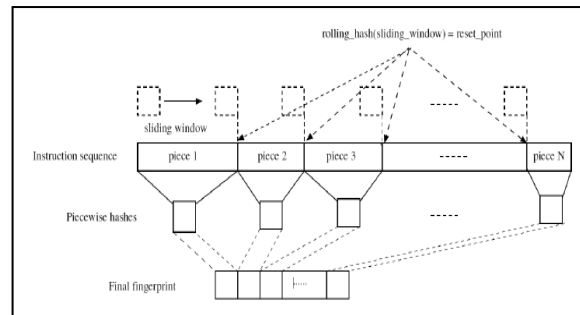 rolling_hash(sliding_window) = reset_point
sliding window
Instruction sequence
piece 1
piece 2
piece 3
piece N
Piecewise hashes
Final fingerprint